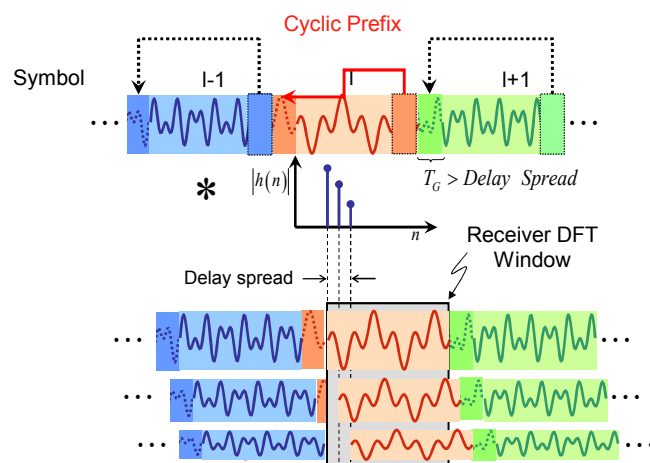 Cyclic Prefix
Symbol
l-1
l
l+1
• • •
• • •
T_G > Delay Spread
*
|h(n)|
n
Receiver DFT
Window
Delay spread
• • •
• • •
• • •
• • •
• • •
• • •